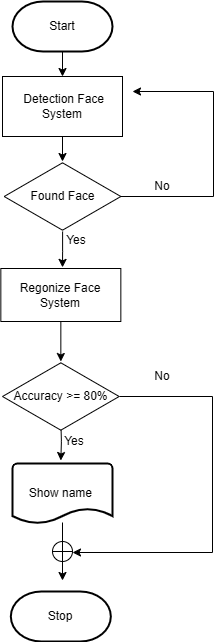 Start
Detection Face
System
Found Face
No
Yes
Regonize Face
System
Accuracy >= 80%
No
Yes
Show name
Stop